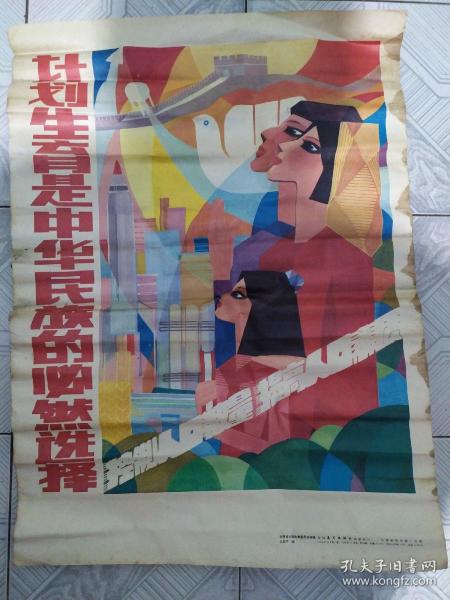 计划生育是中华民族的必然选择
控制人口数量 提高人口素质
孔夫子旧书网
kongfz.com